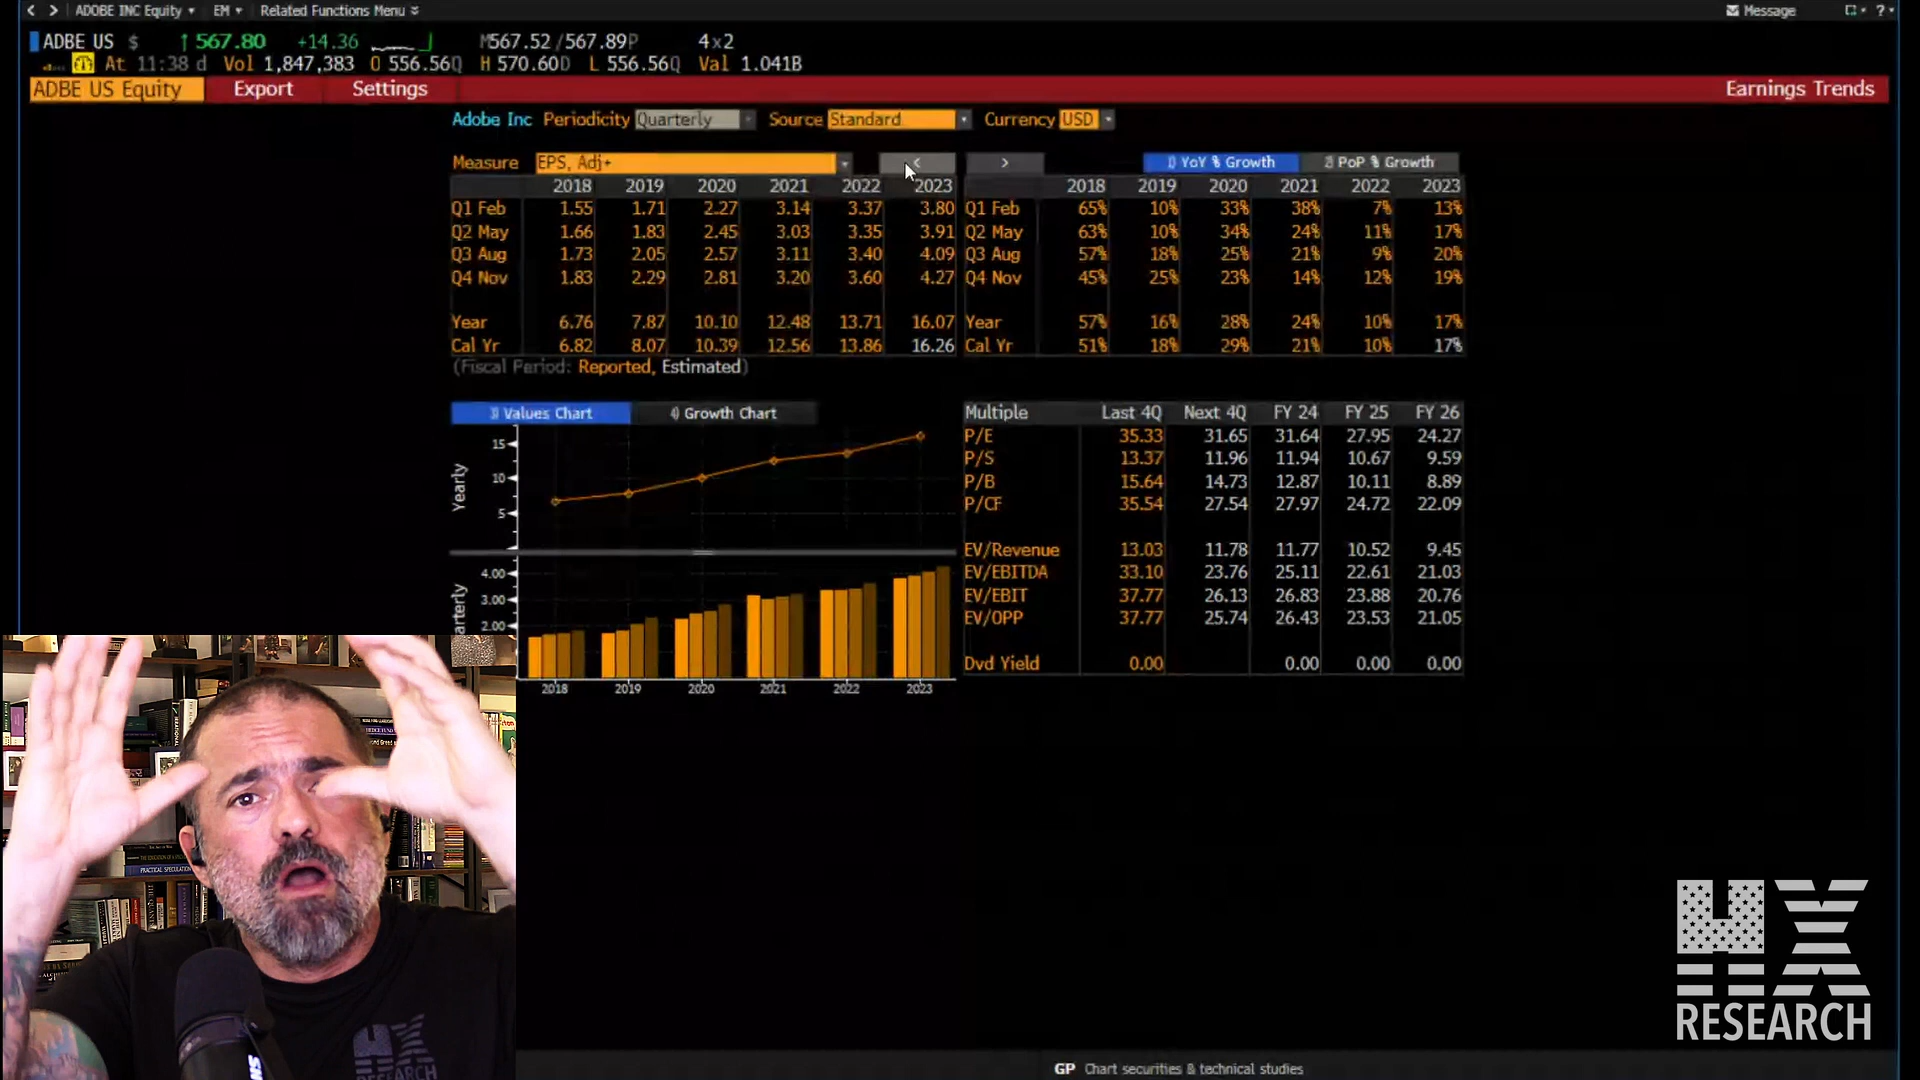 ADOBE INC Equity EM Related Functions Menu Message ?
ADBE US $ ↑567.80 +14.36 M567.52/567.89P 4x2
At 11:38 d Vol 1,847,383 O 556.56Q H 570.60D L 556.56Q Val 1.041B
ADBE US Equity Export Settings Earnings Trends
Adobe Inc Periodicity Quarterly Source Standard Currency USD
Measure EPS, Adj+ < > 1) YoY % Growth 2) PoP % Growth
2018 2019 2020 2021 2022 2023 2018 2019 2020 2021 2022 2023
Q1 Feb 1.55 1.71 2.27 3.14 3.37 3.80 Q1 Feb 65% 10% 33% 38% 7% 13%
Q2 May 1.66 1.83 2.45 3.03 3.35 3.91 Q2 May 63% 10% 34% 24% 11% 17%
Q3 Aug 1.73 2.05 2.57 3.11 3.40 4.09 Q3 Aug 57% 18% 25% 21% 9% 20%
Q4 Nov 1.83 2.29 2.81 3.20 3.60 4.27 Q4 Nov 45% 25% 23% 14% 12% 19%
Year 6.76 7.87 10.10 12.48 13.71 16.07 Year 57% 16% 28% 24% 10% 17%
Cal Yr 6.82 8.07 10.39 12.56 13.86 16.26 Cal Yr 51% 18% 29% 21% 10% 17%
(Fiscal Period: Reported, Estimated)
3) Values Chart 4) Growth Chart
Yearly
15
10
5
4.00
3.00
2.00
2018 2019 2020 2021 2022 2023
Multiple Last 4Q Next 4Q FY 24 FY 25 FY 26
P/E 35.33 31.65 31.64 27.95 24.27
P/S 13.37 11.96 11.94 10.67 9.59
P/B 15.64 14.73 12.87 10.11 8.89
P/CF 35.54 27.54 27.97 24.72 22.09
EV/Revenue 13.03 11.78 11.77 10.52 9.45
EV/EBITDA 33.10 23.76 25.11 22.61 21.03
EV/EBIT 37.77 26.13 26.83 23.88 20.76
EV/OPP 37.77 25.74 26.43 23.53 21.05
Dvd Yield 0.00 0.00 0.00 0.00
PRACTICAL SPECULATION
HX
RESEARCH
HX
RESEARCH
GP Chart securities & technical studies